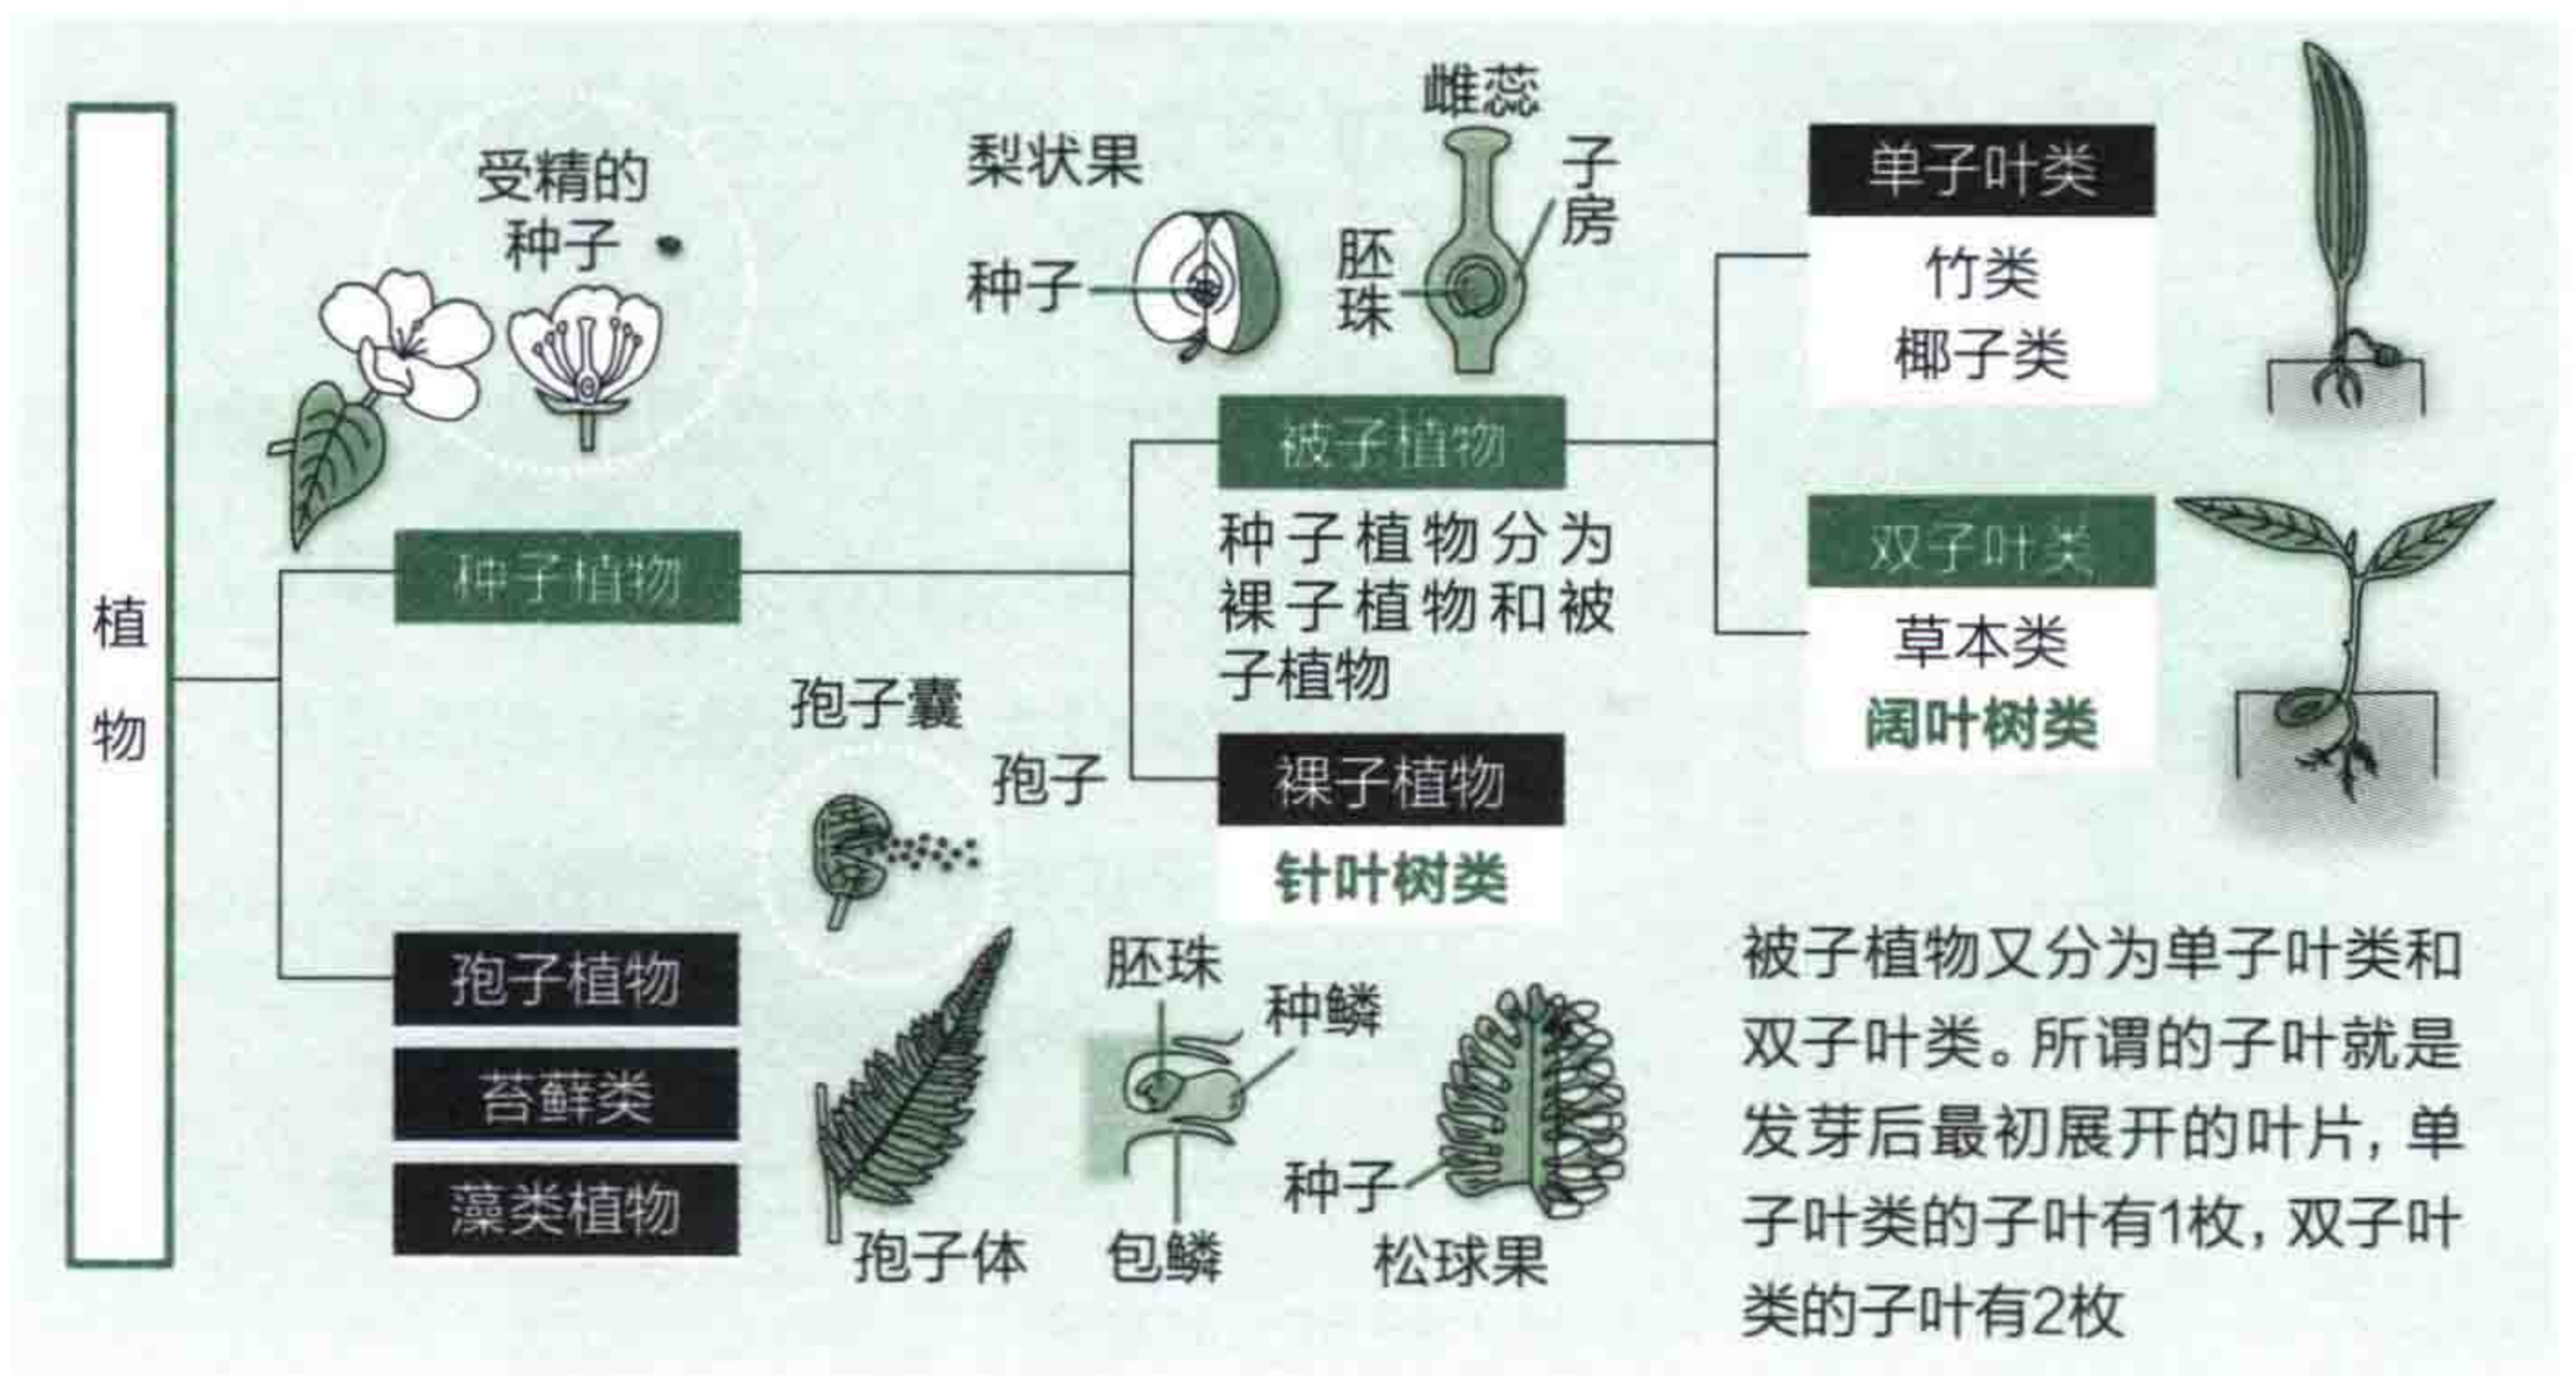 植物
受精的
种子
种子植物
孢子囊
孢子
孢子植物
苔藓类
藻类植物
孢子体
梨状果
种子
雌蕊
子房
胚珠
被子植物
种子植物分为
裸子植物和被
子植物
裸子植物
针叶树类
胚珠
种鳞
包鳞
种子
松球果
单子叶类
竹类
椰子类
双子叶类
草本类
阔叶树类
被子植物又分为单子叶类和
双子叶类。所谓的子叶就是
发芽后最初展开的叶片, 单
子叶类的子叶有1枚, 双子叶
类的子叶有2枚